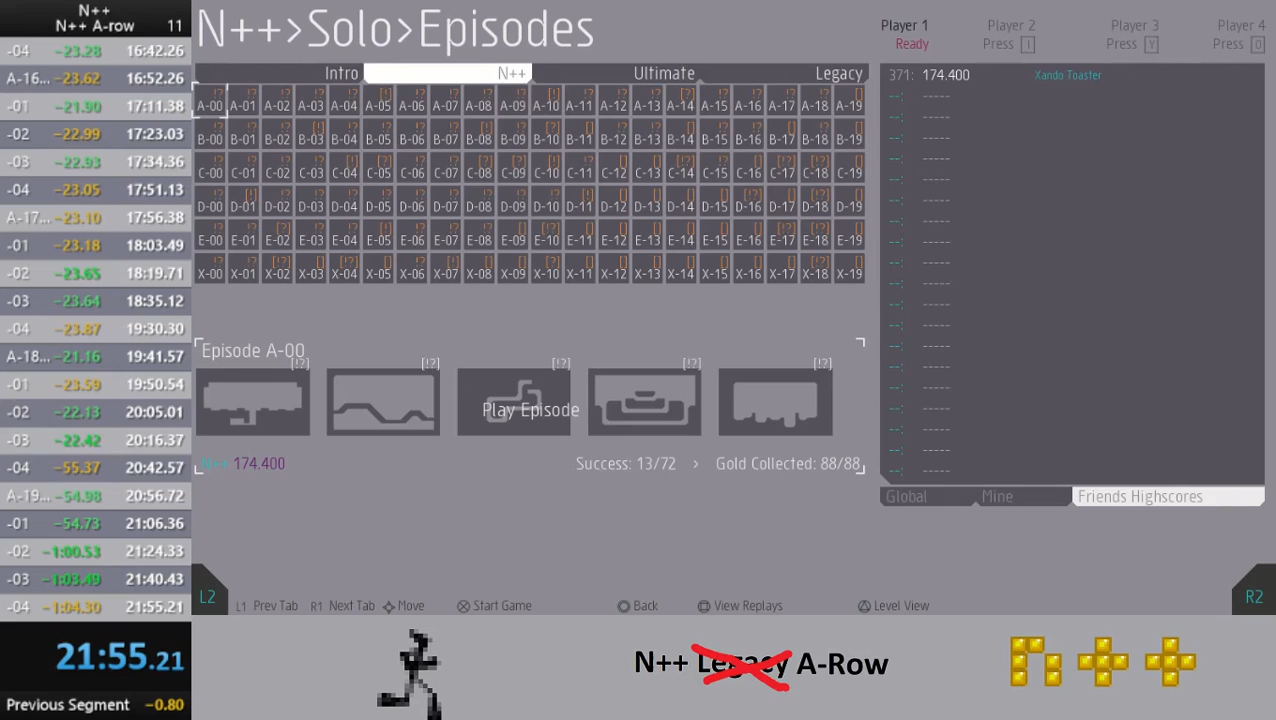 N++
N++ A-row 11
-04 -23.28 16:42.26
A-16... -23.62 16:52.26
-01 -21.90 17:11.38
-02 -22.99 17:23.03
-03 -22.93 17:34.36
-04 -23.05 17:51.13
A-17... -23.10 17:56.38
-01 -23.18 18:03.49
-02 -23.65 18:19.71
-03 -23.64 18:35.12
-04 -23.87 19:30.30
A-18... -21.16 19:41.57
-01 -23.59 19:50.54
-02 -22.13 20:05.01
-03 -22.42 20:16.37
-04 -55.37 20:42.57
A-19... -54.98 20:56.72
-01 -54.73 21:06.36
-02 -1:00.53 21:24.33
-03 -1:03.49 21:40.43
-04 -1:04.30 21:55.21
21:55.21
Previous Segment -0.80
N++>Solo>Episodes
Intro N++ Ultimate Legacy
A-00 A-01 A-02 A-03 A-04 A-05 A-06 A-07 A-08 A-09 A-10 A-11 A-12 A-13 A-14 A-15 A-16 A-17 A-18 A-19
B-00 B-01 B-02 B-03 B-04 B-05 B-06 B-07 B-08 B-09 B-10 B-11 B-12 B-13 B-14 B-15 B-16 B-17 B-18 B-19
C-00 C-01 C-02 C-03 C-04 C-05 C-06 C-07 C-08 C-09 C-10 C-11 C-12 C-13 C-14 C-15 C-16 C-17 C-18 C-19
D-00 D-01 D-02 D-03 D-04 D-05 D-06 D-07 D-08 D-09 D-10 D-11 D-12 D-13 D-14 D-15 D-16 D-17 D-18 D-19
E-00 E-01 E-02 E-03 E-04 E-05 E-06 E-07 E-08 E-09 E-10 E-11 E-12 E-13 E-14 E-15 E-16 E-17 E-18 E-19
X-00 X-01 X-02 X-03 X-04 X-05 X-06 X-07 X-08 X-09 X-10 X-11 X-12 X-13 X-14 X-15 X-16 X-17 X-18 X-19
Episode A-00
[!?] [!?] [!?] [!?] [!?]
Play Episode
N++ 174.400 Success: 13/72 > Gold Collected: 88/88
Player 1 Player 2 Player 3 Player 4
Ready Press [I] Press [Y] Press [O]
371: 174.400 Xando Toaster
Global Mine Friends Highscores
L2 L1 Prev Tab R1 Next Tab Move Start Game Back View Replays Level View R2
N++ Legacy A-Row
n++